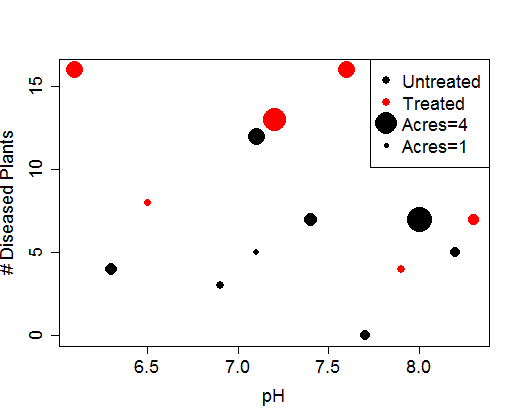 Untreated
Treated
Acres=4
Acres=1
# Diseased Plants
15
10
5
0
6.5 7.0 7.5 8.0
pH